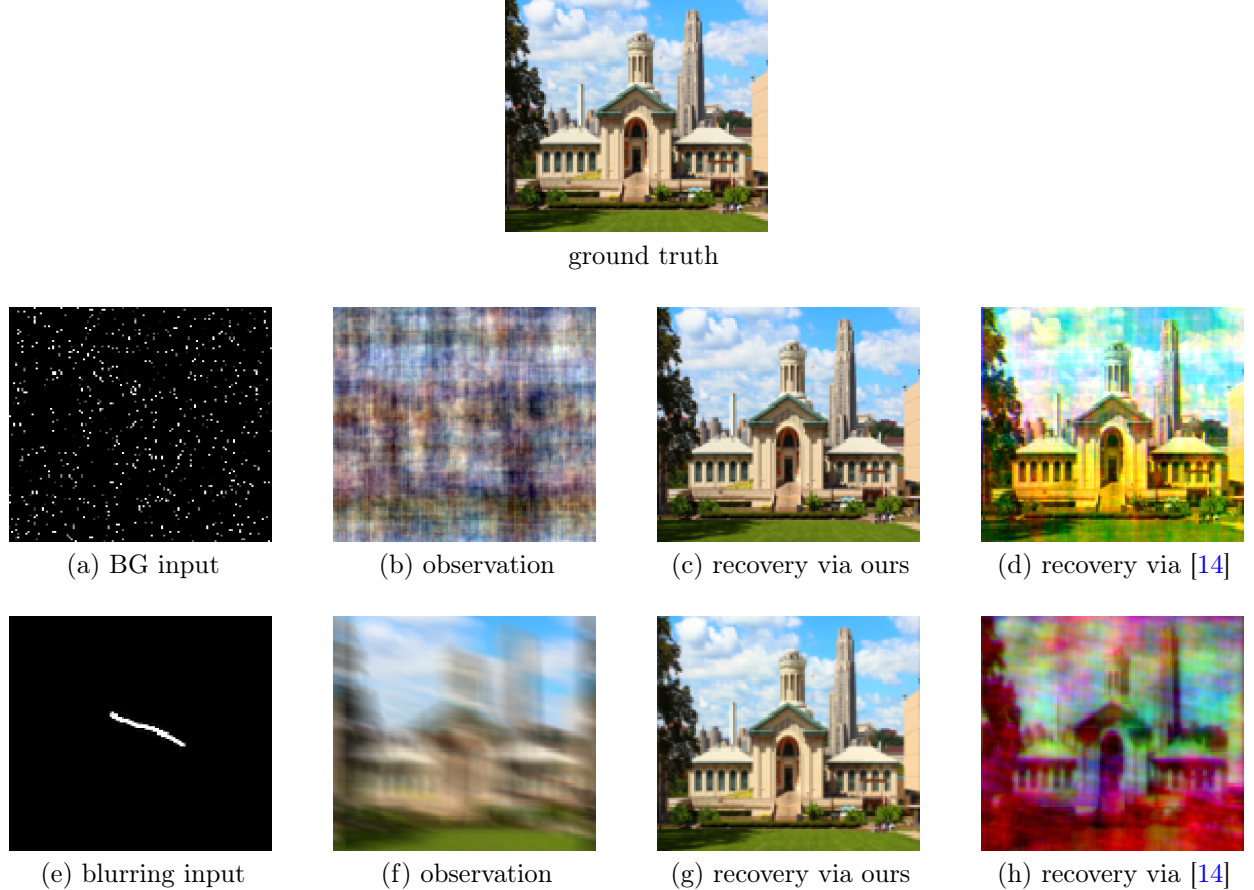 ground truth
(a) BG input
(b) observation
(c) recovery via ours
(d) recovery via [14]
(e) blurring input
(f) observation
(g) recovery via ours
(h) recovery via [14]